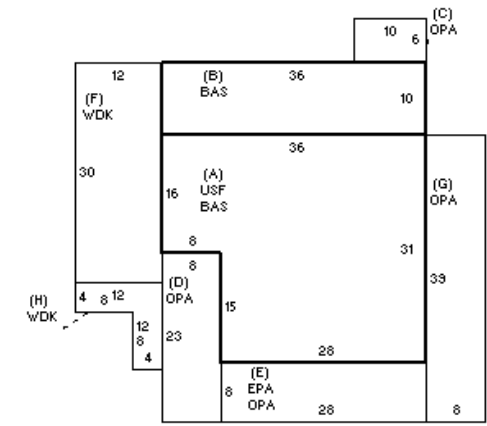 (C)
OPA
10
6
12
(B)
BAS
36
10
(F)
WDK
36
30
(A)
USF
BAS
16
(G)
OPA
8
31
39
8
(D)
OPA
4
8
12
(H)
WDK
15
12
8
4
23
28
(E)
EPA
OPA
8
28
8